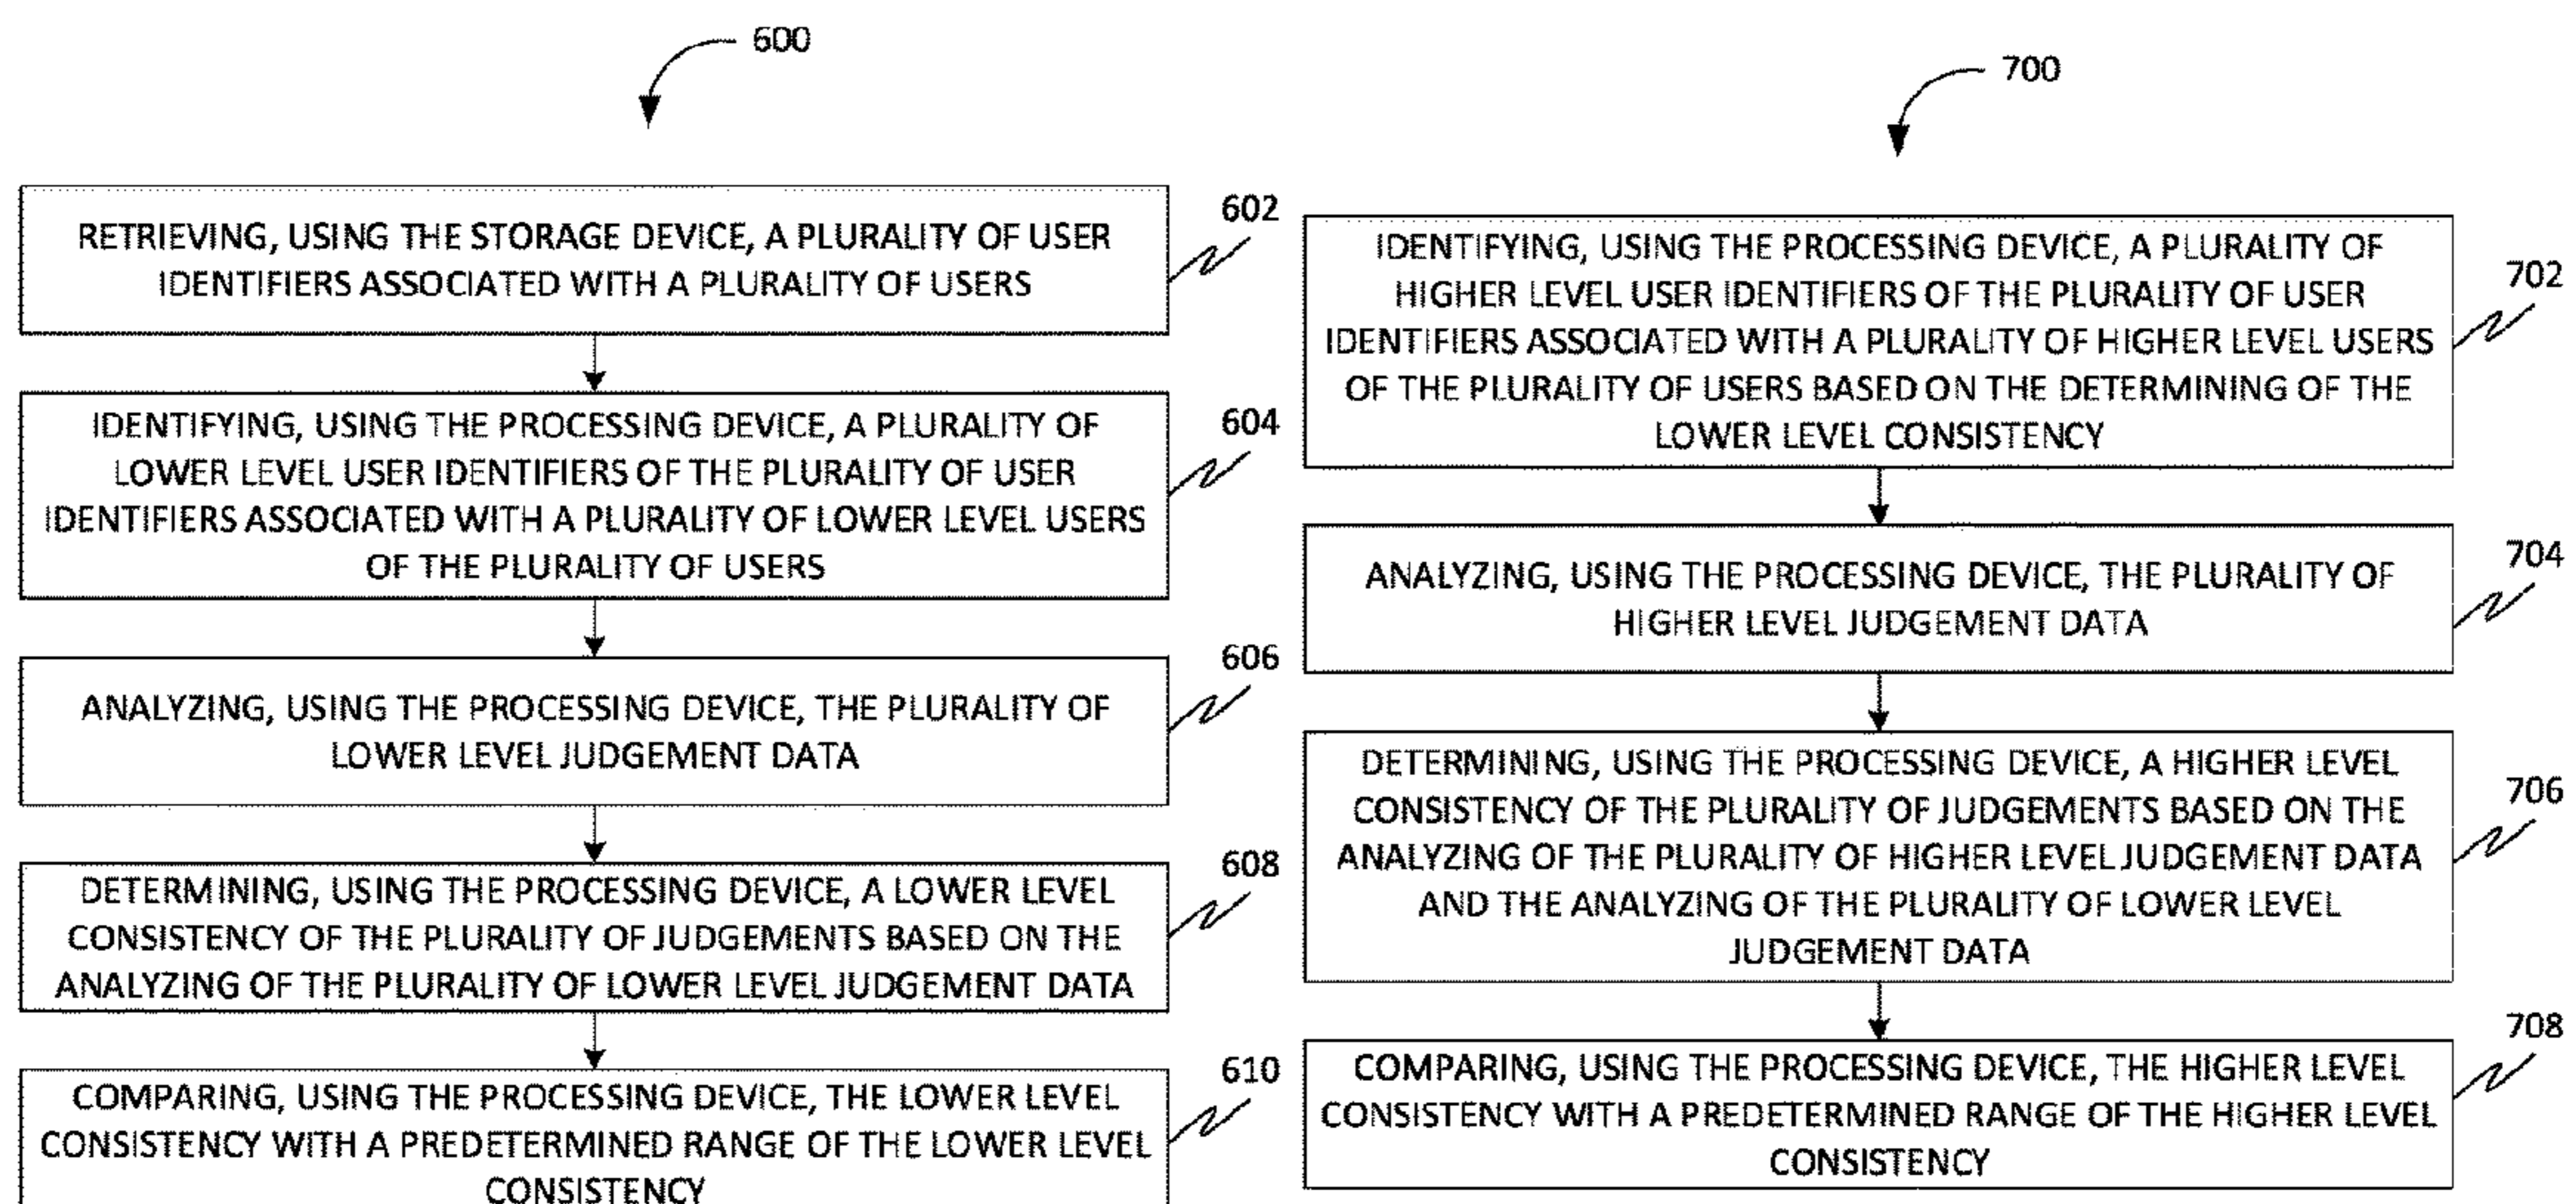 600
RETRIEVING, USING THE STORAGE DEVICE, A PLURALITY OF USER
IDENTIFIERS ASSOCIATED WITH A PLURALITY OF USERS
602
IDENTIFYING, USING THE PROCESSING DEVICE, A PLURALITY OF
LOWER LEVEL USER IDENTIFIERS OF THE PLURALITY OF USER
IDENTIFIERS ASSOCIATED WITH A PLURALITY OF LOWER LEVEL USERS
OF THE PLURALITY OF USERS
604
ANALYZING, USING THE PROCESSING DEVICE, THE PLURALITY OF
LOWER LEVEL JUDGEMENT DATA
606
DETERMINING, USING THE PROCESSING DEVICE, A LOWER LEVEL
CONSISTENCY OF THE PLURALITY OF JUDGEMENTS BASED ON THE
ANALYZING OF THE PLURALITY OF LOWER LEVEL JUDGEMENT DATA
608
COMPARING, USING THE PROCESSING DEVICE, THE LOWER LEVEL
CONSISTENCY WITH A PREDETERMINED RANGE OF THE LOWER LEVEL
CONSISTENCY
610
700
IDENTIFYING, USING THE PROCESSING DEVICE, A PLURALITY OF
HIGHER LEVEL USER IDENTIFIERS OF THE PLURALITY OF USER
IDENTIFIERS ASSOCIATED WITH A PLURALITY OF HIGHER LEVEL USERS
OF THE PLURALITY OF USERS BASED ON THE DETERMINING OF THE
LOWER LEVEL CONSISTENCY
702
ANALYZING, USING THE PROCESSING DEVICE, THE PLURALITY OF
HIGHER LEVEL JUDGEMENT DATA
704
DETERMINING, USING THE PROCESSING DEVICE, A HIGHER LEVEL
CONSISTENCY OF THE PLURALITY OF JUDGEMENTS BASED ON THE
ANALYZING OF THE PLURALITY OF HIGHER LEVEL JUDGEMENT DATA
AND THE ANALYZING OF THE PLURALITY OF LOWER LEVEL
JUDGEMENT DATA
706
COMPARING, USING THE PROCESSING DEVICE, THE HIGHER LEVEL
CONSISTENCY WITH A PREDETERMINED RANGE OF THE HIGHER LEVEL
CONSISTENCY
708